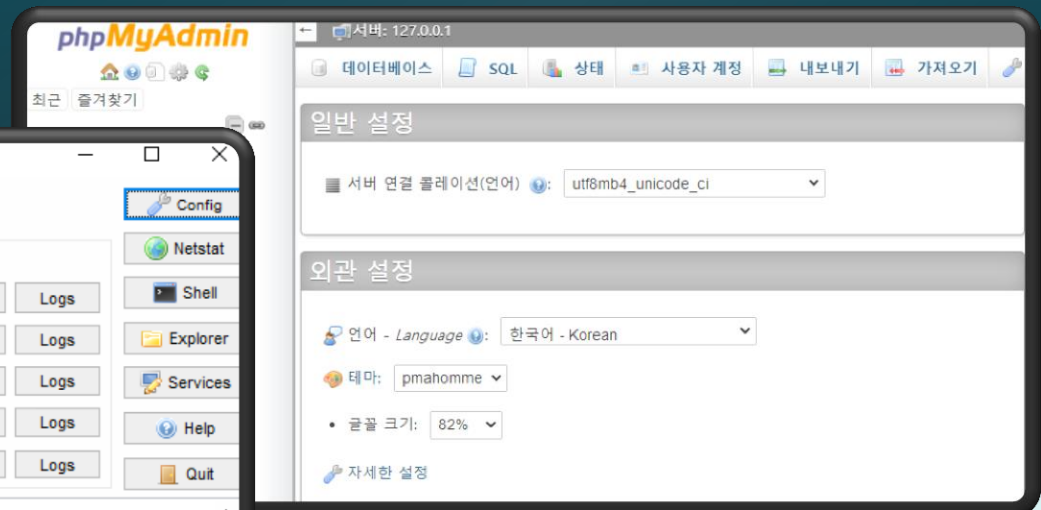 phpMyAdmin
최근 즐겨찾기
서버: 127.0.0.1
데이터베이스 SQL 상태 사용자 계정 내보내기 가져오기
일반 설정
서버 연결 콜레이션(언어) : utf8mb4_unicode_ci
외관 설정
언어 - Language : 한국어 - Korean
테마: pmahomme
• 글꼴 크기: 82%
자세한 설정
Config
Netstat
Logs Shell
Logs Explorer
Logs Services
Logs Help
Logs Quit